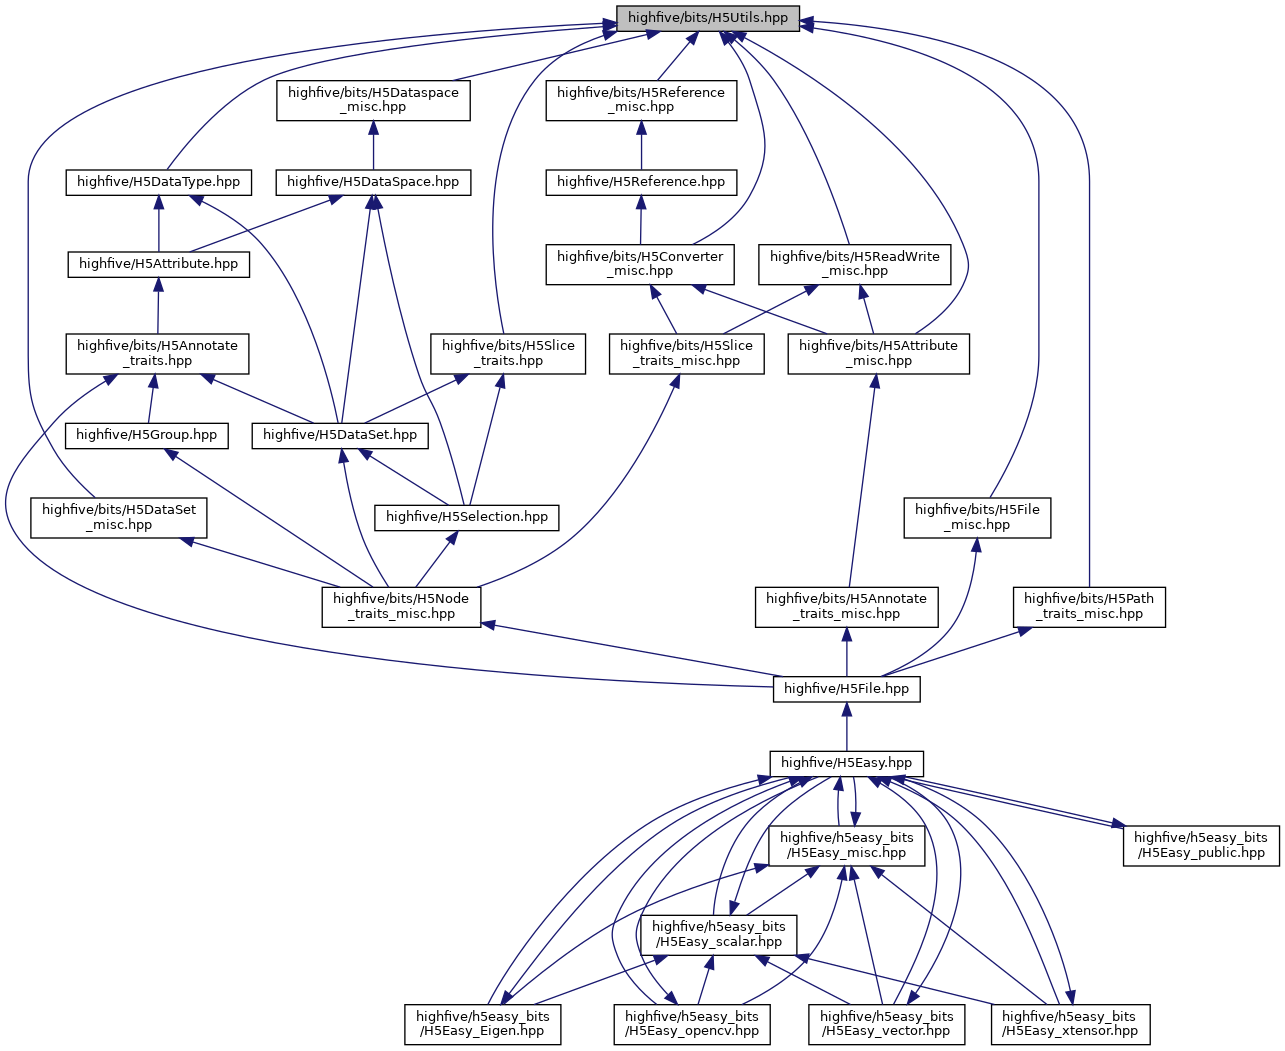 highfive/bits/H5Utils.hpp
highfive/bits/H5Dataspace
_misc.hpp
highfive/bits/H5Reference
_misc.hpp
highfive/H5DataType.hpp
highfive/H5DataSpace.hpp
highfive/H5Reference.hpp
highfive/H5Attribute.hpp
highfive/bits/H5Converter
_misc.hpp
highfive/bits/H5ReadWrite
_misc.hpp
highfive/bits/H5Annotate
_traits.hpp
highfive/bits/H5Slice
_traits.hpp
highfive/bits/H5Slice
_traits_misc.hpp
highfive/bits/H5Attribute
_misc.hpp
highfive/H5Group.hpp
highfive/H5DataSet.hpp
highfive/bits/H5DataSet
_misc.hpp
highfive/H5Selection.hpp
highfive/bits/H5File
_misc.hpp
highfive/bits/H5Node
_traits_misc.hpp
highfive/bits/H5Annotate
_traits_misc.hpp
highfive/bits/H5Path
_traits_misc.hpp
highfive/H5File.hpp
highfive/H5Easy.hpp
highfive/h5easy_bits
/H5Easy_misc.hpp
highfive/h5easy_bits
/H5Easy_public.hpp
highfive/h5easy_bits
/H5Easy_scalar.hpp
highfive/h5easy_bits
/H5Easy_Eigen.hpp
highfive/h5easy_bits
/H5Easy_opencv.hpp
highfive/h5easy_bits
/H5Easy_vector.hpp
highfive/h5easy_bits
/H5Easy_xtensor.hpp